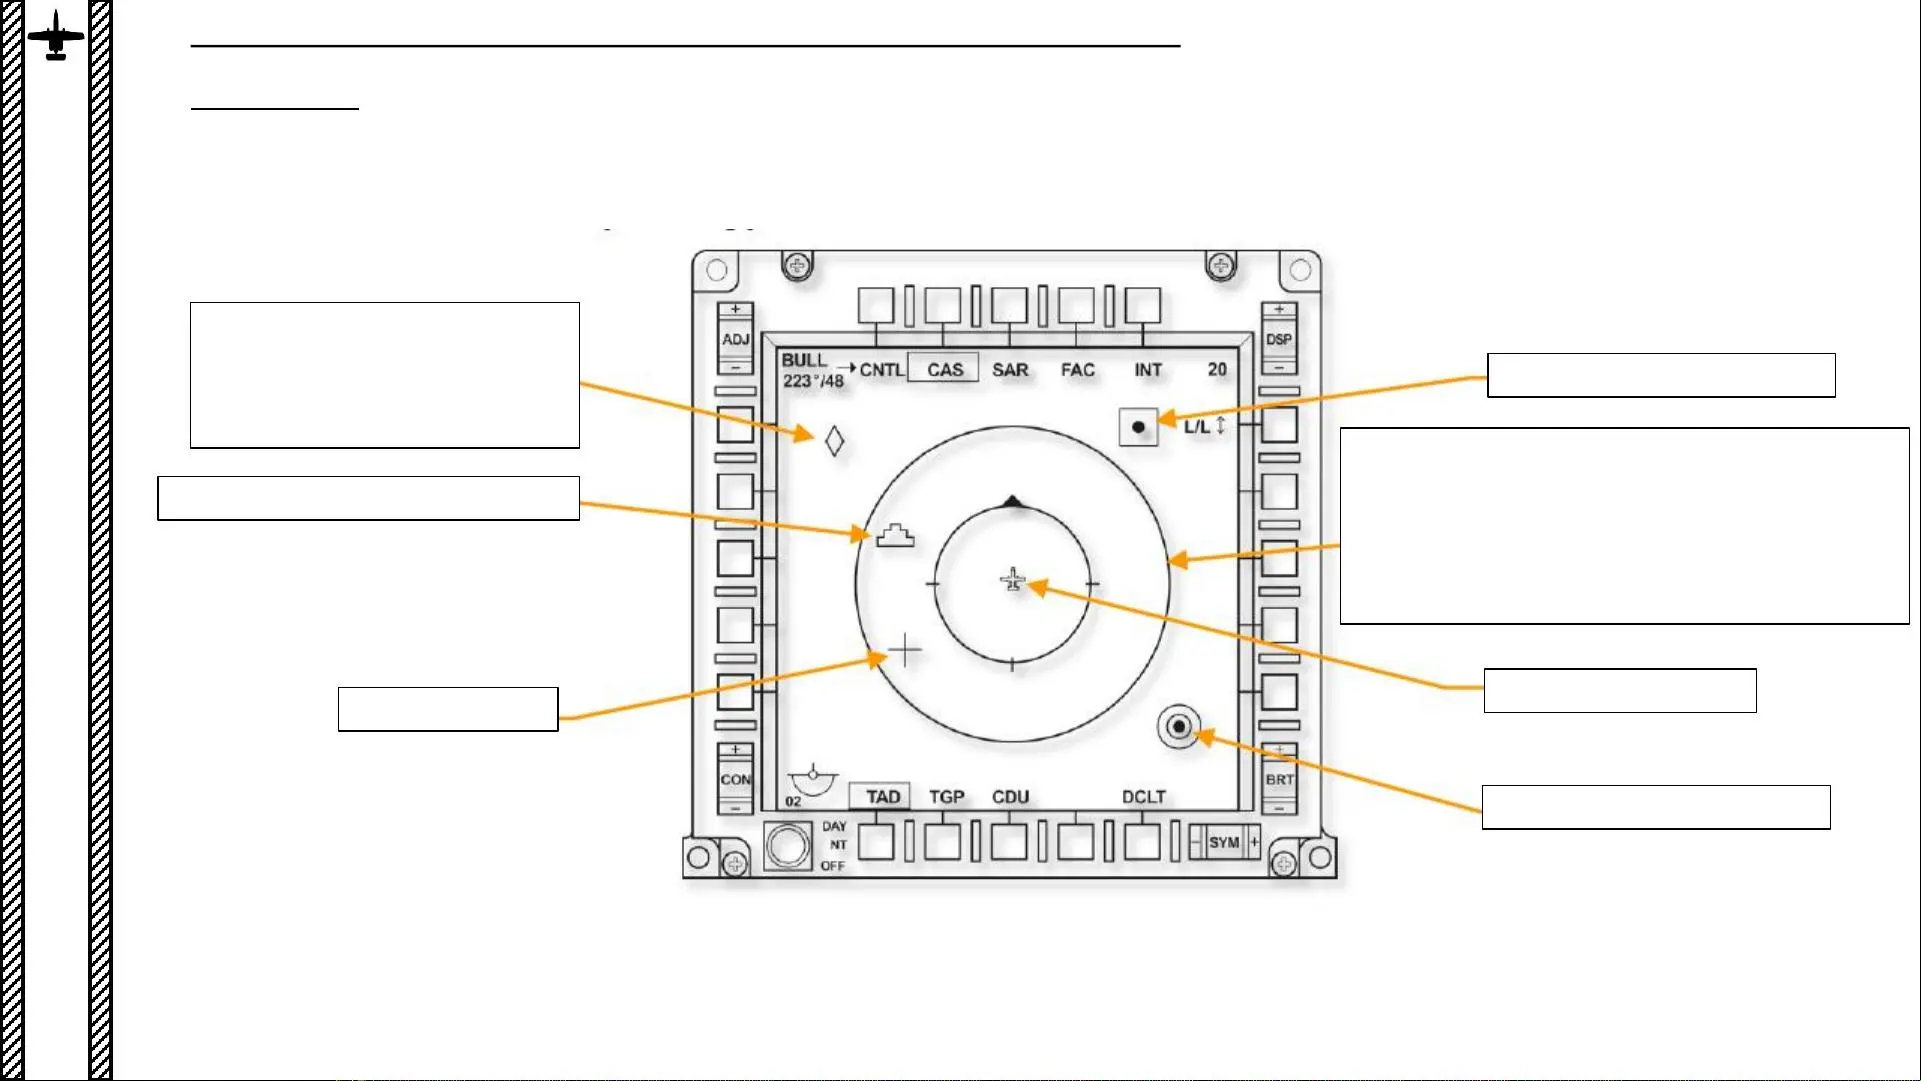 BULL
223°/48
CNTL CAS SAR FAC INT 20
+
ADJ
−
+
DSP
−
L/L
+
CON
−
+
BRT
−
02
TAD TGP CDU DCLT
DAY
NT
OFF
− SYM +